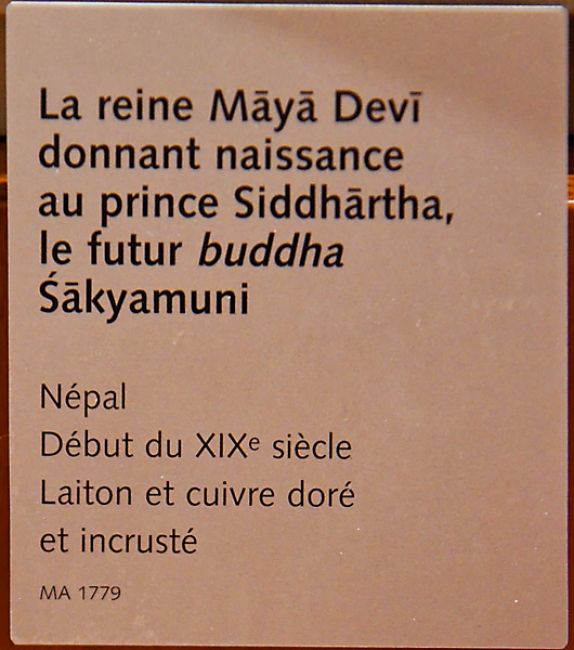 La reine Māyā Devī
donnant naissance
au prince Siddhārtha,
le futur buddha
Śākyamuni
Népal
Début du XIXe siècle
Laiton et cuivre doré
et incrusté
MA 1779